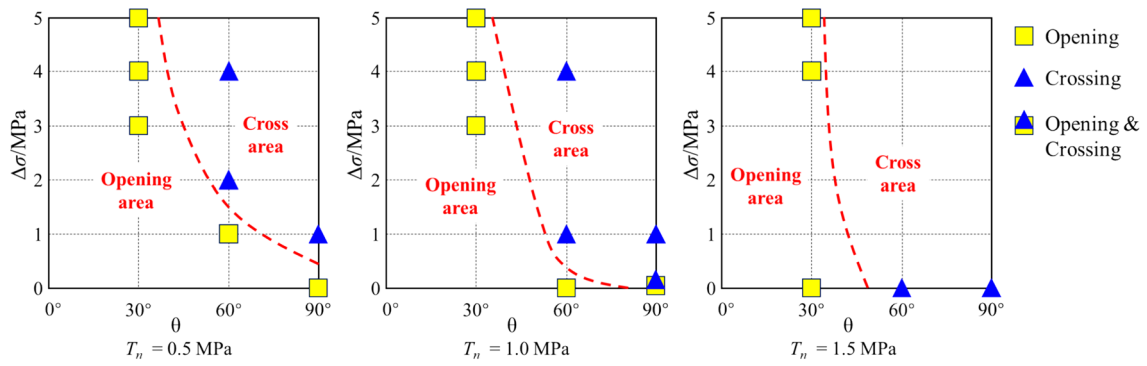 5
4
3
2
1
0
Δσ/MPa
Cross
area
Opening
area
0° 30° 60° 90°
θ
Tn = 0.5 MPa
5
4
3
2
1
0
Δσ/MPa
Cross
area
Opening
area
0° 30° 60° 90°
θ
Tn = 1.0 MPa
5
4
3
2
1
0
Δσ/MPa
Cross
area
Opening
area
0° 30° 60° 90°
θ
Tn = 1.5 MPa
Opening
Crossing
Opening &
Crossing